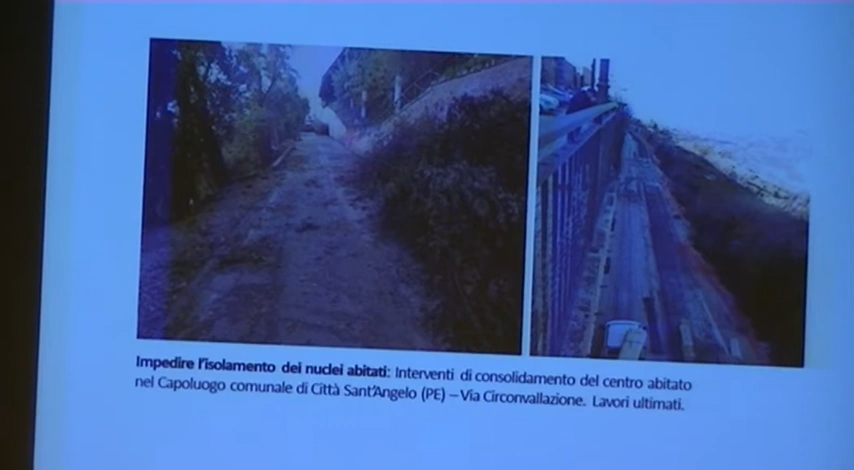 Impedire l'isolamento dei nuclei abitati: Interventi di consolidamento del centro abitato
nel Capoluogo comunale di Città Sant'Angelo (PE) – Via Circonvallazione. Lavori ultimati.